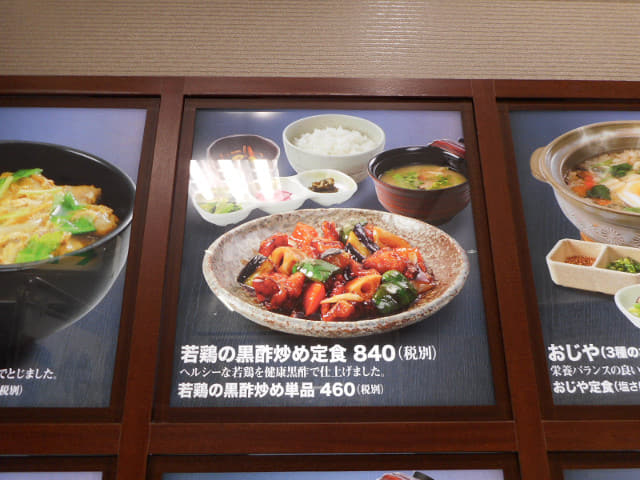 でとじました。
税別)
若鶏の黒酢炒め定食 840(税別)
ヘルシーな若鶏を健康黒酢で仕上げました。
若鶏の黒酢炒め単品 460(税別)
おじや(3種の
栄養バランスの良い
おじや定食(塩さ